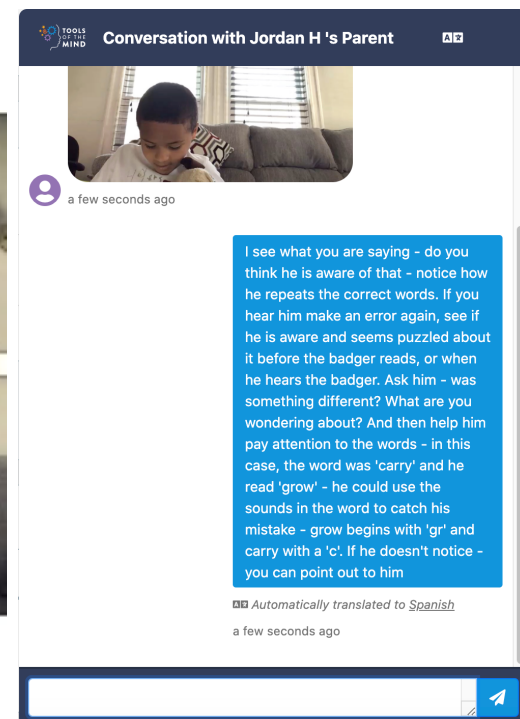 TOOLS
OF THE
MIND
Conversation with Jordan H 's Parent
a few seconds ago
I see what you are saying - do you
think he is aware of that - notice how
he repeats the correct words. If you
hear him make an error again, see if
he is aware and seems puzzled about
it before the badger reads, or when
he hears the badger. Ask him - was
something different? What are you
wondering about? And then help him
pay attention to the words - in this
case, the word was 'carry' and he
read 'grow' - he could use the
sounds in the word to catch his
mistake - grow begins with 'gr' and
carry with a 'c'. If he doesn't notice -
you can point out to him
Automatically translated to Spanish
a few seconds ago